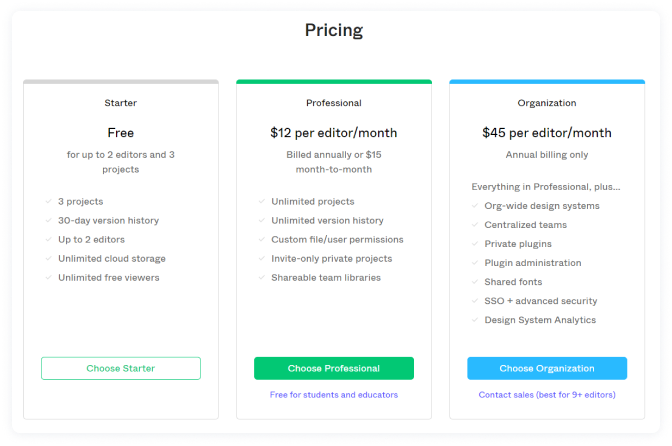 Pricing
Starter
Free
for up to 2 editors and 3
projects
3 projects
30-day version history
Up to 2 editors
Unlimited cloud storage
Unlimited free viewers
Choose Starter
Professional
$12 per editor/month
Billed annually or $15
month-to-month
Unlimited projects
Unlimited version history
Custom file/user permissions
Invite-only private projects
Shareable team libraries
Choose Professional
Free for students and educators
Organization
$45 per editor/month
Annual billing only
Everything in Professional, plus...
Org-wide design systems
Centralized teams
Private plugins
Plugin administration
Shared fonts
SSO + advanced security
Design System Analytics
Choose Organization
Contact sales (best for 9+ editors)